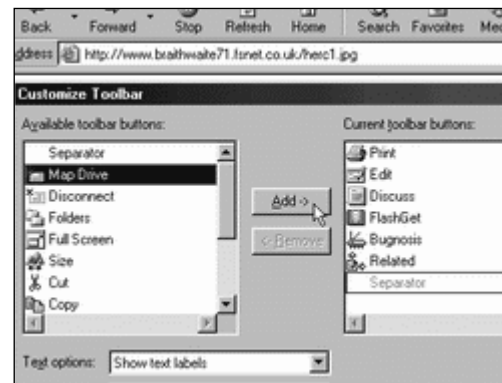 Back Forward Stop Refresh Home Search Favorites Med
ddress http://www.braithwaite71.fsnet.co.uk/herc1.jpg
Customize Toolbar
Available toolbar buttons:
Current toolbar buttons:
Separator
Map Drive
Disconnect
Folders
Full Screen
Size
Cut
Copy
Add ->
<- Remove
Print
Edit
Discuss
FlashGet
Bugnosis
Related
Separator
Text options: Show text labels